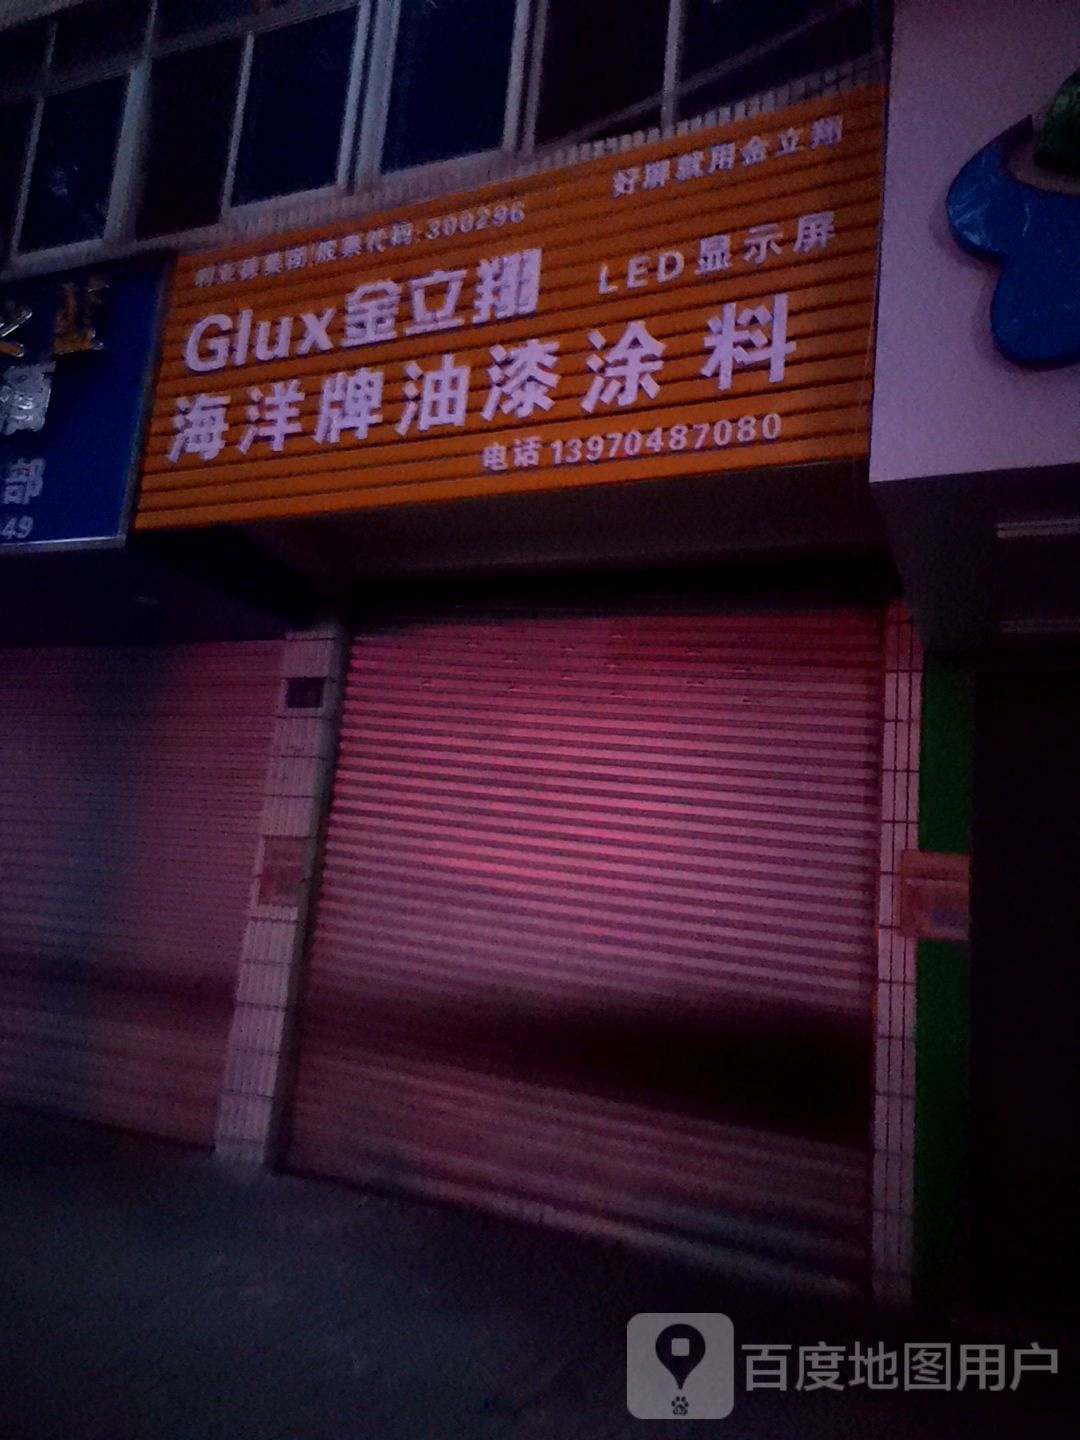 利亚德集团 股票代码:300296
好屏就用金立翔
Glux金立翔
LED显示屏
海洋牌油漆涂料
电话13970487080
部
49
百度地图用户